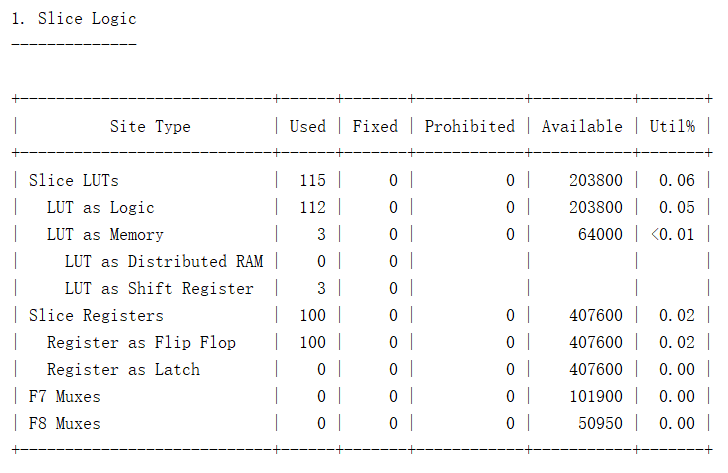 1. Slice Logic
--------------
+----------------------------+------+-------+------------+-----------+-------+
|          Site Type         | Used | Fixed | Prohibited | Available | Util% |
+----------------------------+------+-------+------------+-----------+-------+
| Slice LUTs                 |  115 |     0 |          0 |    203800 |  0.06 |
|   LUT as Logic             |  112 |     0 |          0 |    203800 |  0.05 |
|   LUT as Memory            |    3 |     0 |          0 |     64000 | <0.01 |
|     LUT as Distributed RAM |    0 |     0 |            |           |       |
|     LUT as Shift Register  |    3 |     0 |            |           |       |
| Slice Registers            |  100 |     0 |          0 |    407600 |  0.02 |
|   Register as Flip Flop    |  100 |     0 |          0 |    407600 |  0.02 |
|   Register as Latch        |    0 |     0 |          0 |    407600 |  0.00 |
| F7 Muxes                   |    0 |     0 |          0 |    101900 |  0.00 |
| F8 Muxes                   |    0 |     0 |          0 |     50950 |  0.00 |
+----------------------------+------+-------+------------+-----------+-------+